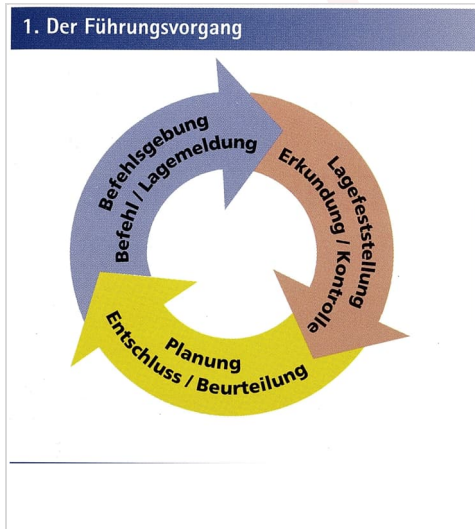 1. Der Führungsvorgang
Befehlsgebung
Befehl / Lagemeldung
Lagefeststellung
Erkundung / Kontrolle
Planung
Entschluss / Beurteilung